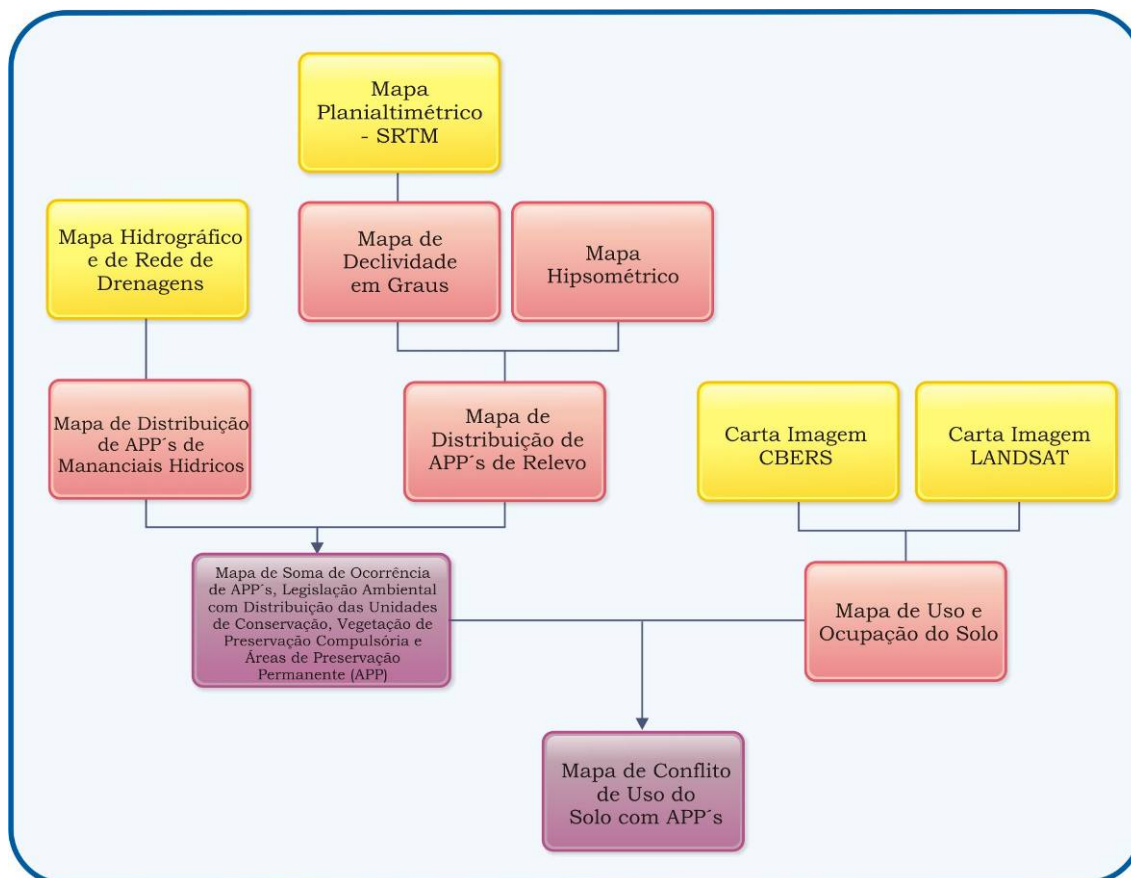 Mapa
Planialtimétrico
- SRTM
Mapa Hidrográfico
e de Rede de
Drenagens
Mapa de
Declividade
em Graus
Mapa
Hipsométrico
Mapa de Distribuição
de APP´s de
Mananciais Hidricos
Mapa de
Distribuição de
APP´s de Relevo
Carta Imagem
CBERS
Carta Imagem
LANDSAT
Mapa de Soma de Ocorrência
de APP´s, Legislação Ambiental
com Distribuição das Unidades
de Conservação, Vegetação de
Preservação Compulsória e
Áreas de Preservação
Permanente (APP)
Mapa de Uso e
Ocupação do Solo
Mapa de Conflito
de Uso do
Solo com APP´s